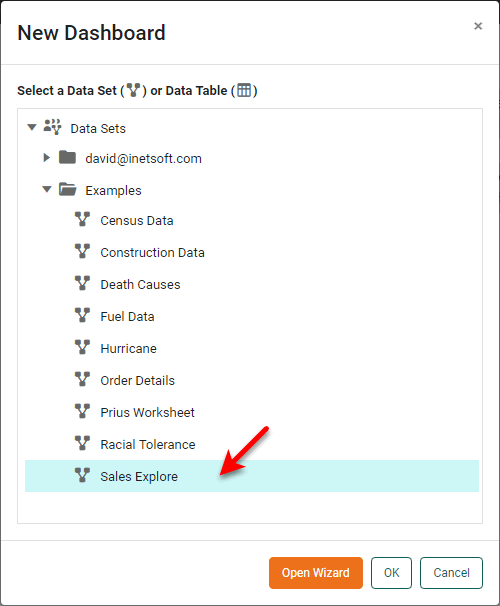 New Dashboard
×
Select a Data Set ( ) or Data Table ( )
Data Sets
david@inetsoft.com
Examples
Census Data
Construction Data
Death Causes
Fuel Data
Hurricane
Order Details
Prius Worksheet
Racial Tolerance
Sales Explore
Open Wizard OK Cancel